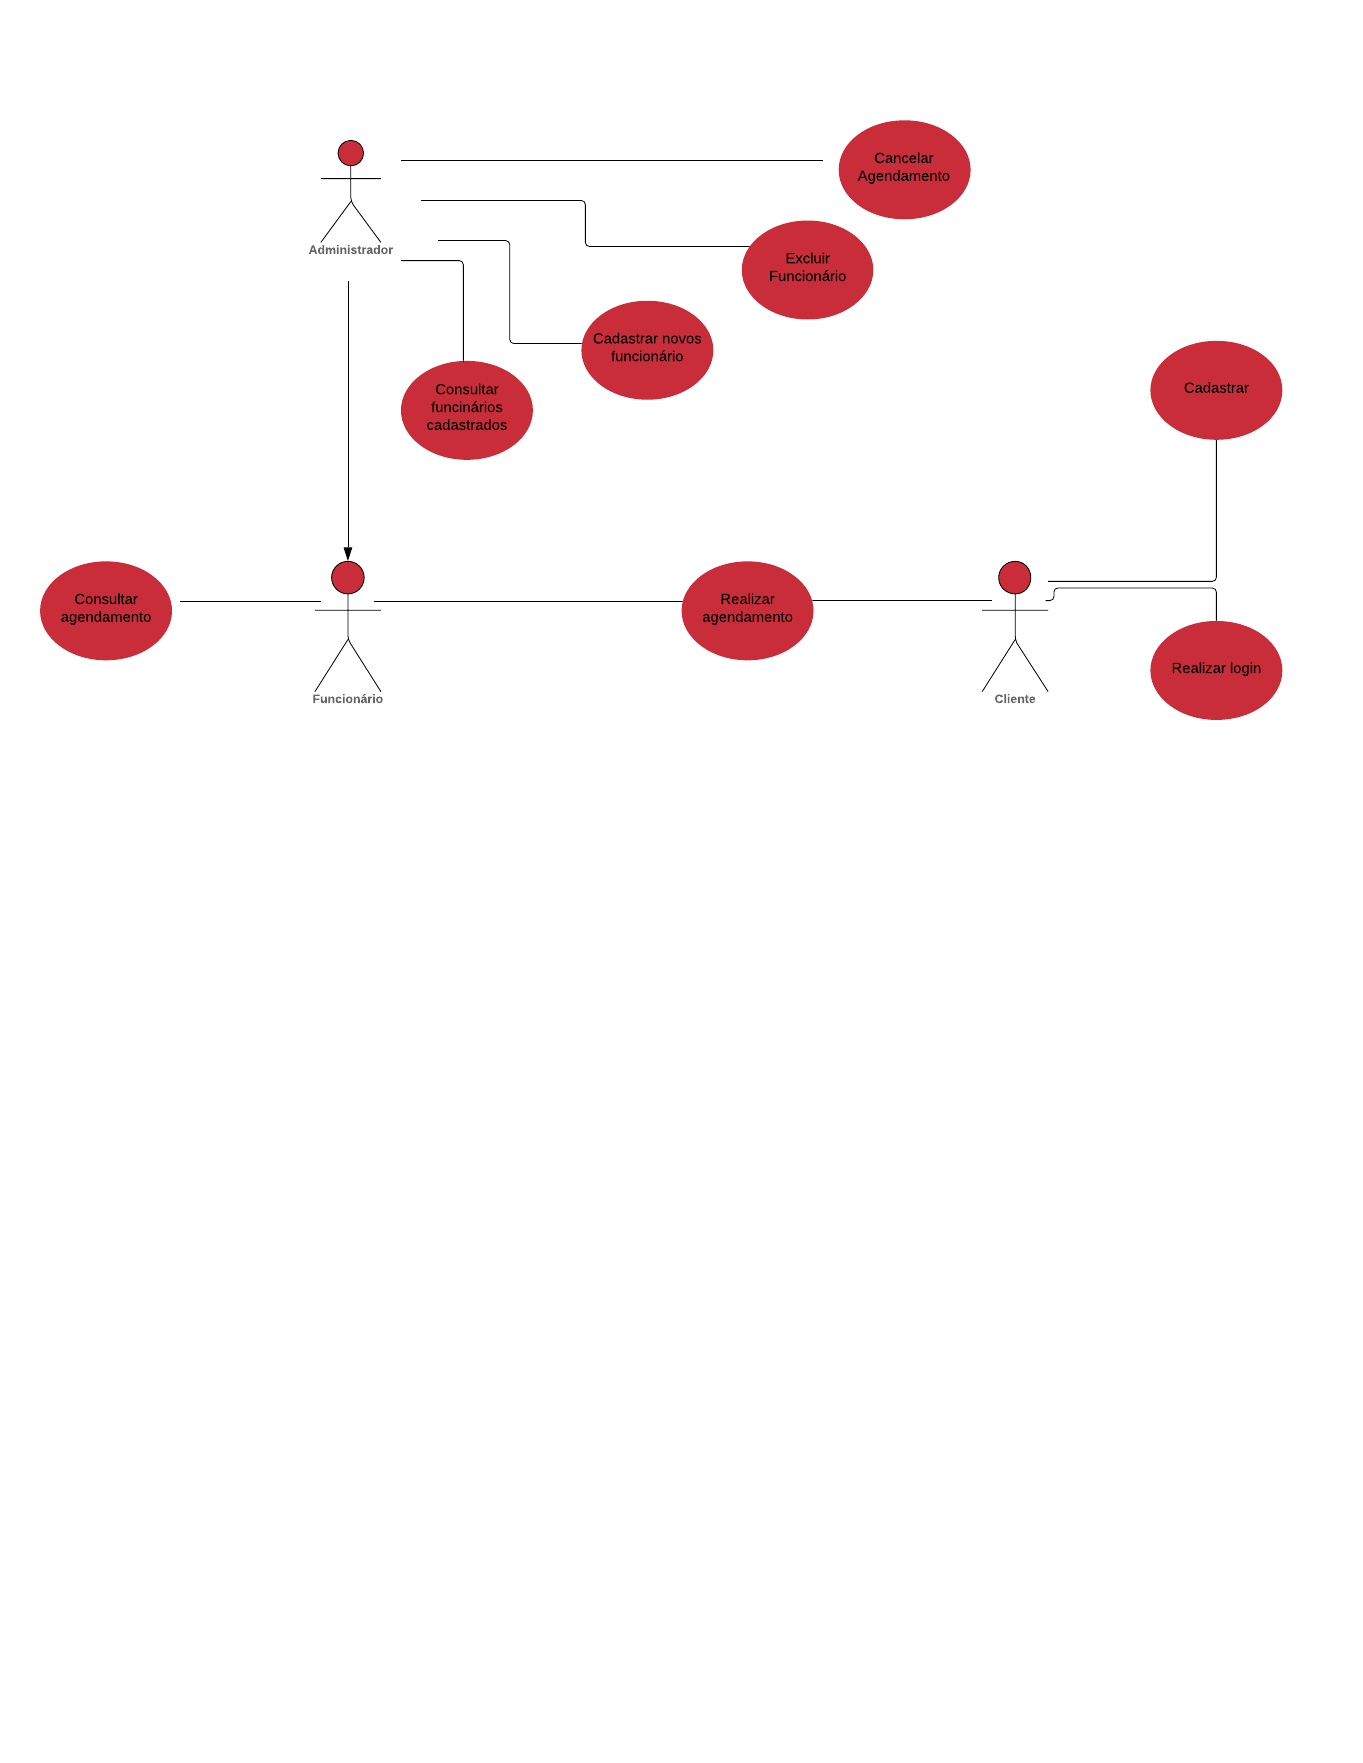 Cancelar
Agendamento
Administrador
Excluir
Funcionário
Cadastrar novos
funcionário
Consultar
funcinários
cadastrados
Cadastrar
Consultar
agendamento
Realizar
agendamento
Realizar login
Funcionário
Cliente